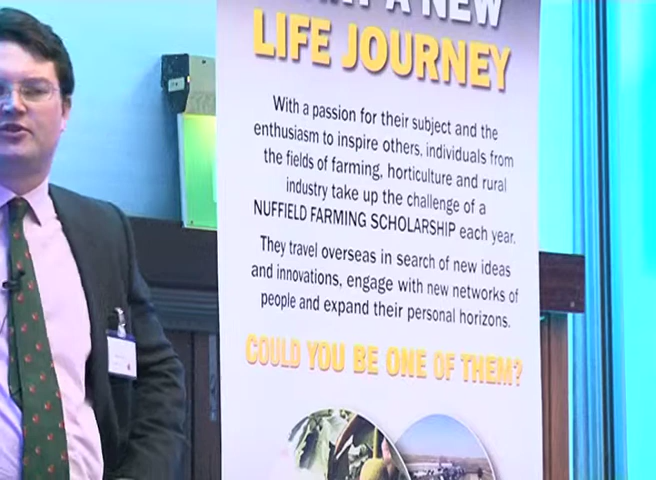 A NEW
LIFE JOURNEY
With a passion for their subject and the
enthusiasm to inspire others, individuals from
the fields of farming, horticulture and rural
industry take up the challenge of a
NUFFIELD FARMING SCHOLARSHIP each year.
They travel overseas in search of new ideas
and innovations, engage with new networks of
people and expand their personal horizons.
COULD YOU BE ONE OF THEM?